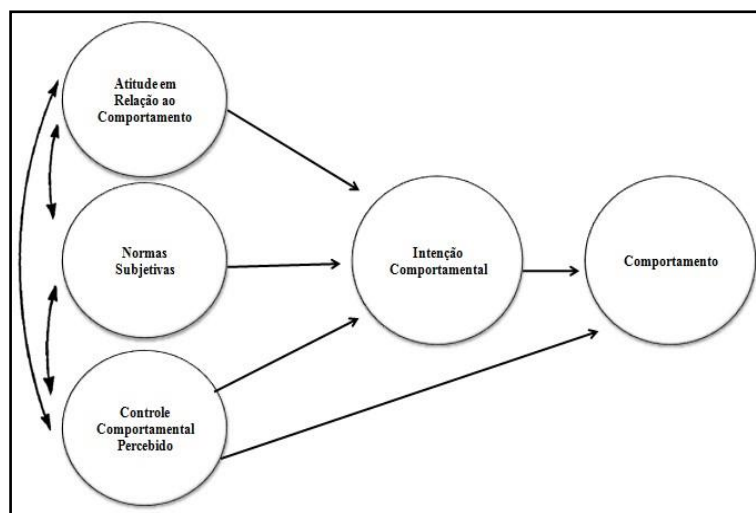 Atitude em
Relação ao
Comportamento
Normas
Subjetivas
Intenção
Comportamental
Comportamento
Controle
Comportamental
Percebido